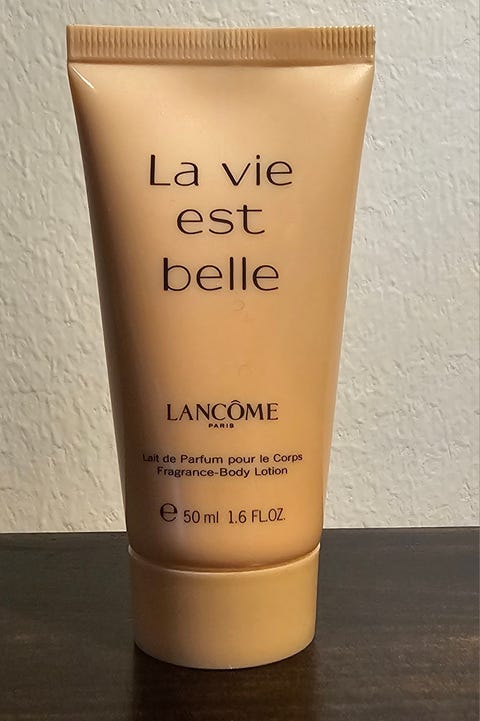 La vie
est
belle
LANCÔME
PARIS
Lait de Parfum pour le Corps
Fragrance-Body Lotion
℮ 50 ml 1.6 FL.OZ.